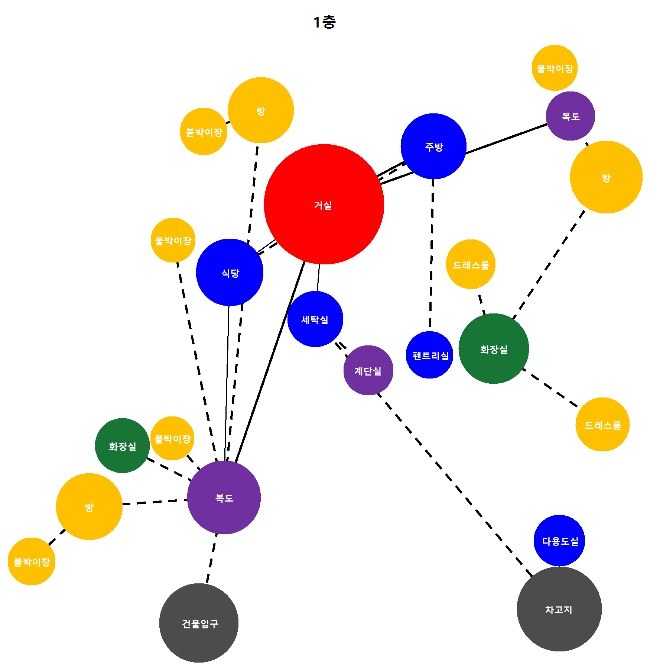 1층
붙박이장
방
붙박이장
복도
주방
방
거실
붙박이장
식당
드레스룸
세탁실
화장실
팬트리실
계단실
드레스룸
화장실
붙박이장
복도
방
다용도실
붙박이장
차고지
건물입구